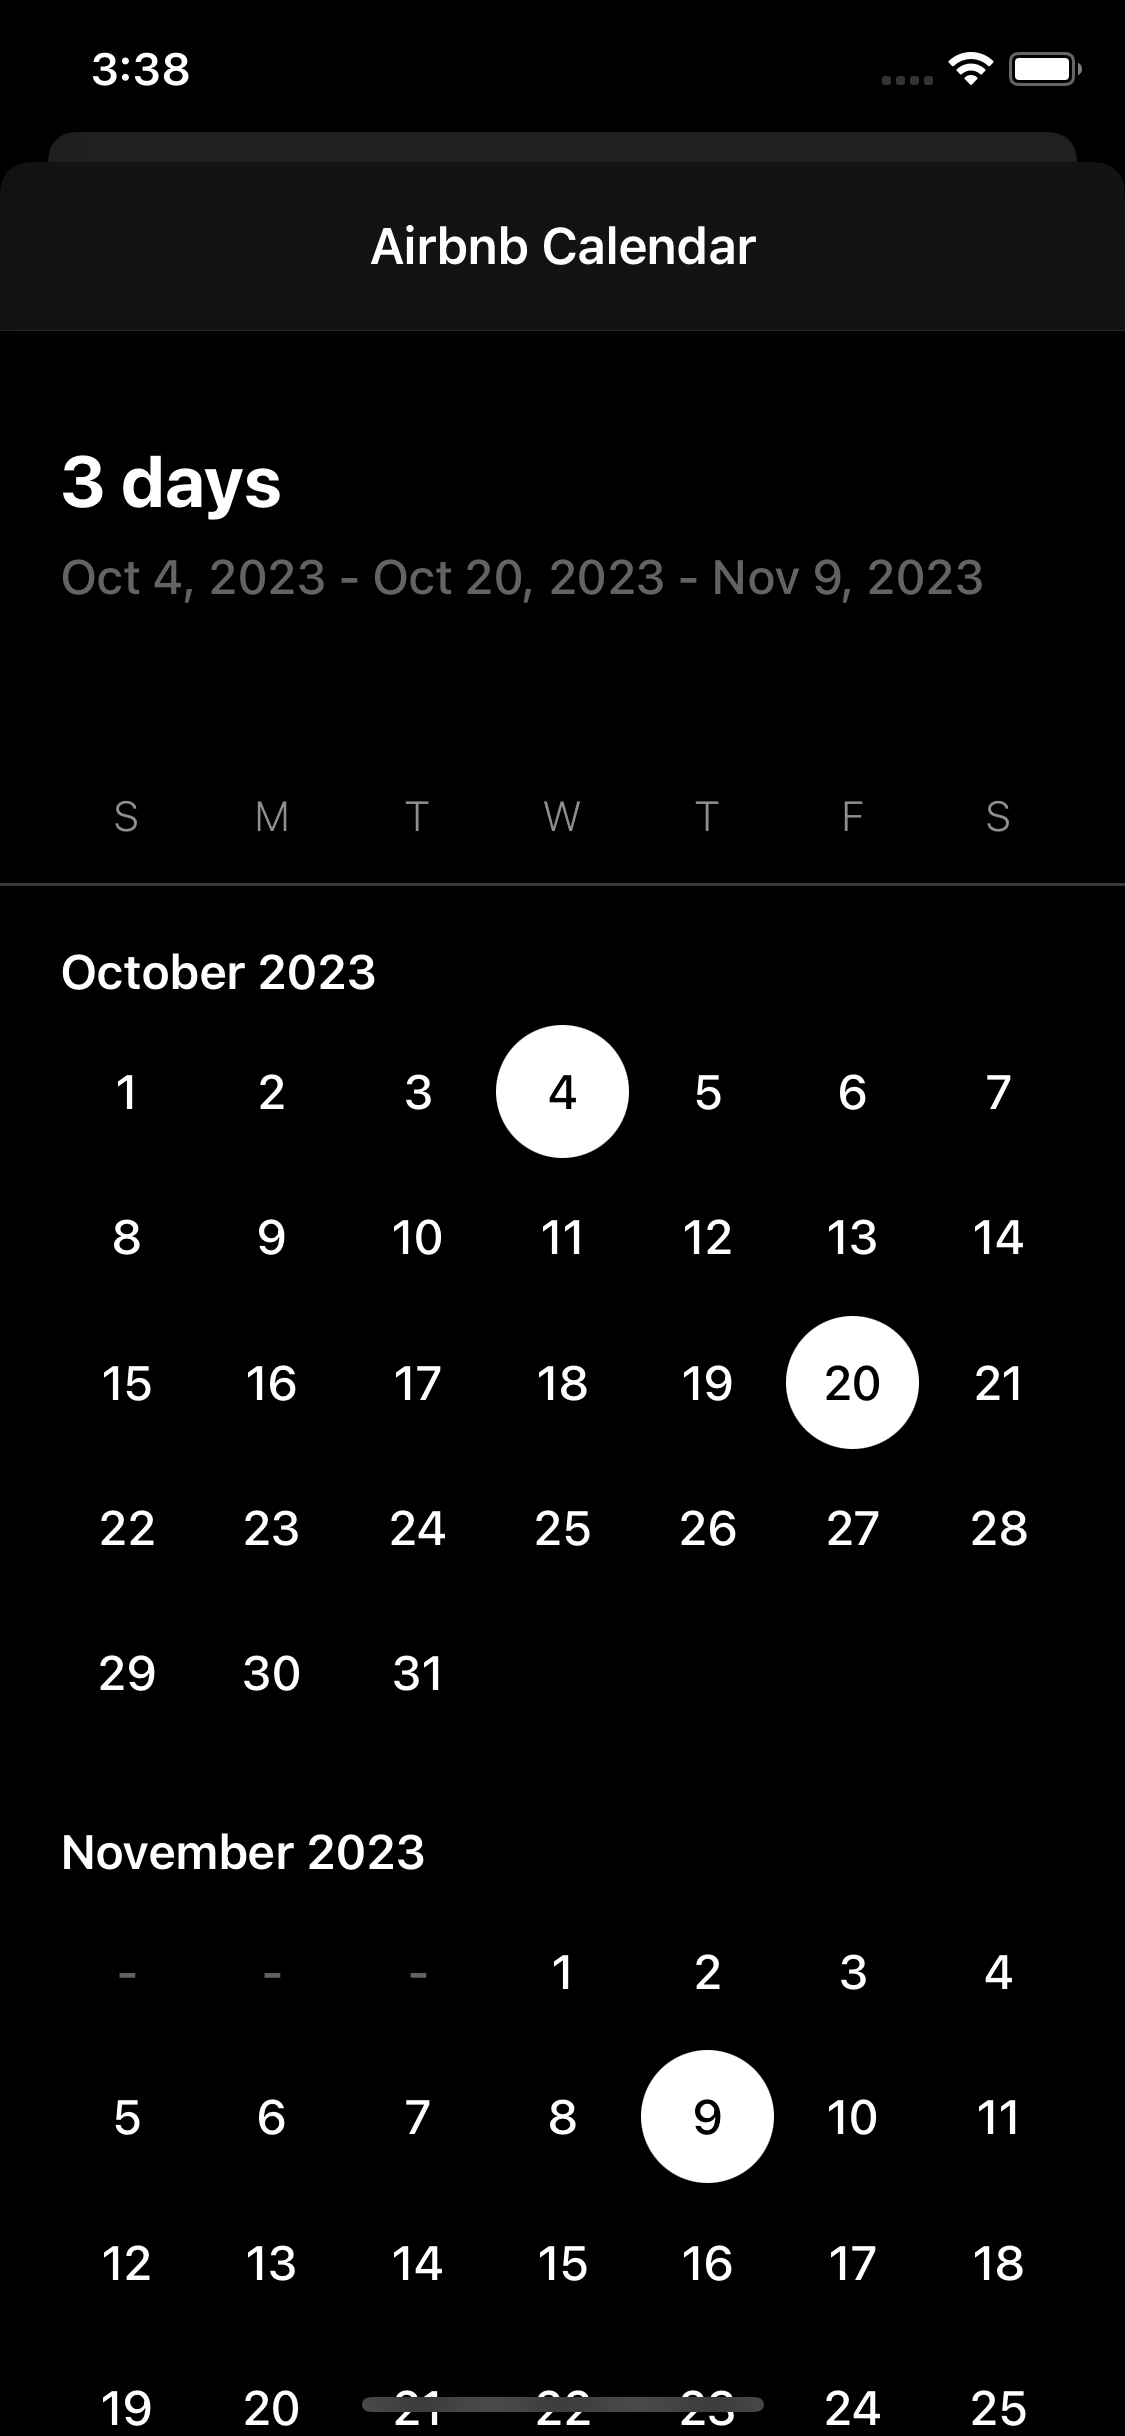 3:38
Airbnb Calendar
3 days
Oct 4, 2023 - Oct 20, 2023 - Nov 9, 2023
S M T W T F S
October 2023
1 2 3 4 5 6 7
8 9 10 11 12 13 14
15 16 17 18 19 20 21
22 23 24 25 26 27 28
29 30 31
November 2023
- - - 1 2 3 4
5 6 7 8 9 10 11
12 13 14 15 16 17 18
19 20 21 22 23 24 25